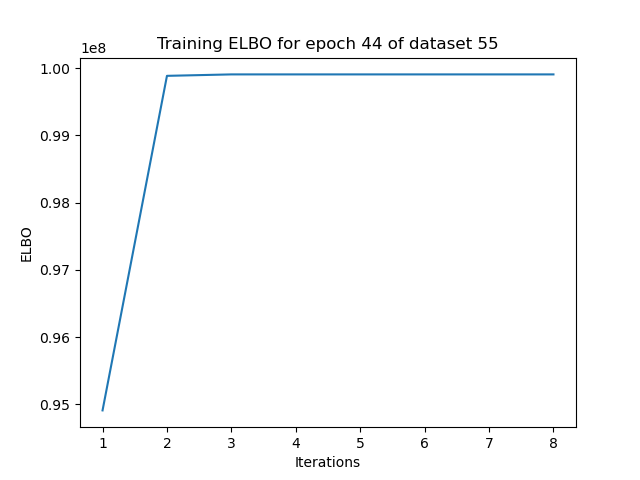 Training ELBO for epoch 44 of dataset 55
1e8
1.00
0.99
0.98
0.97
0.96
0.95
ELBO
1 2 3 4 5 6 7 8
Iterations